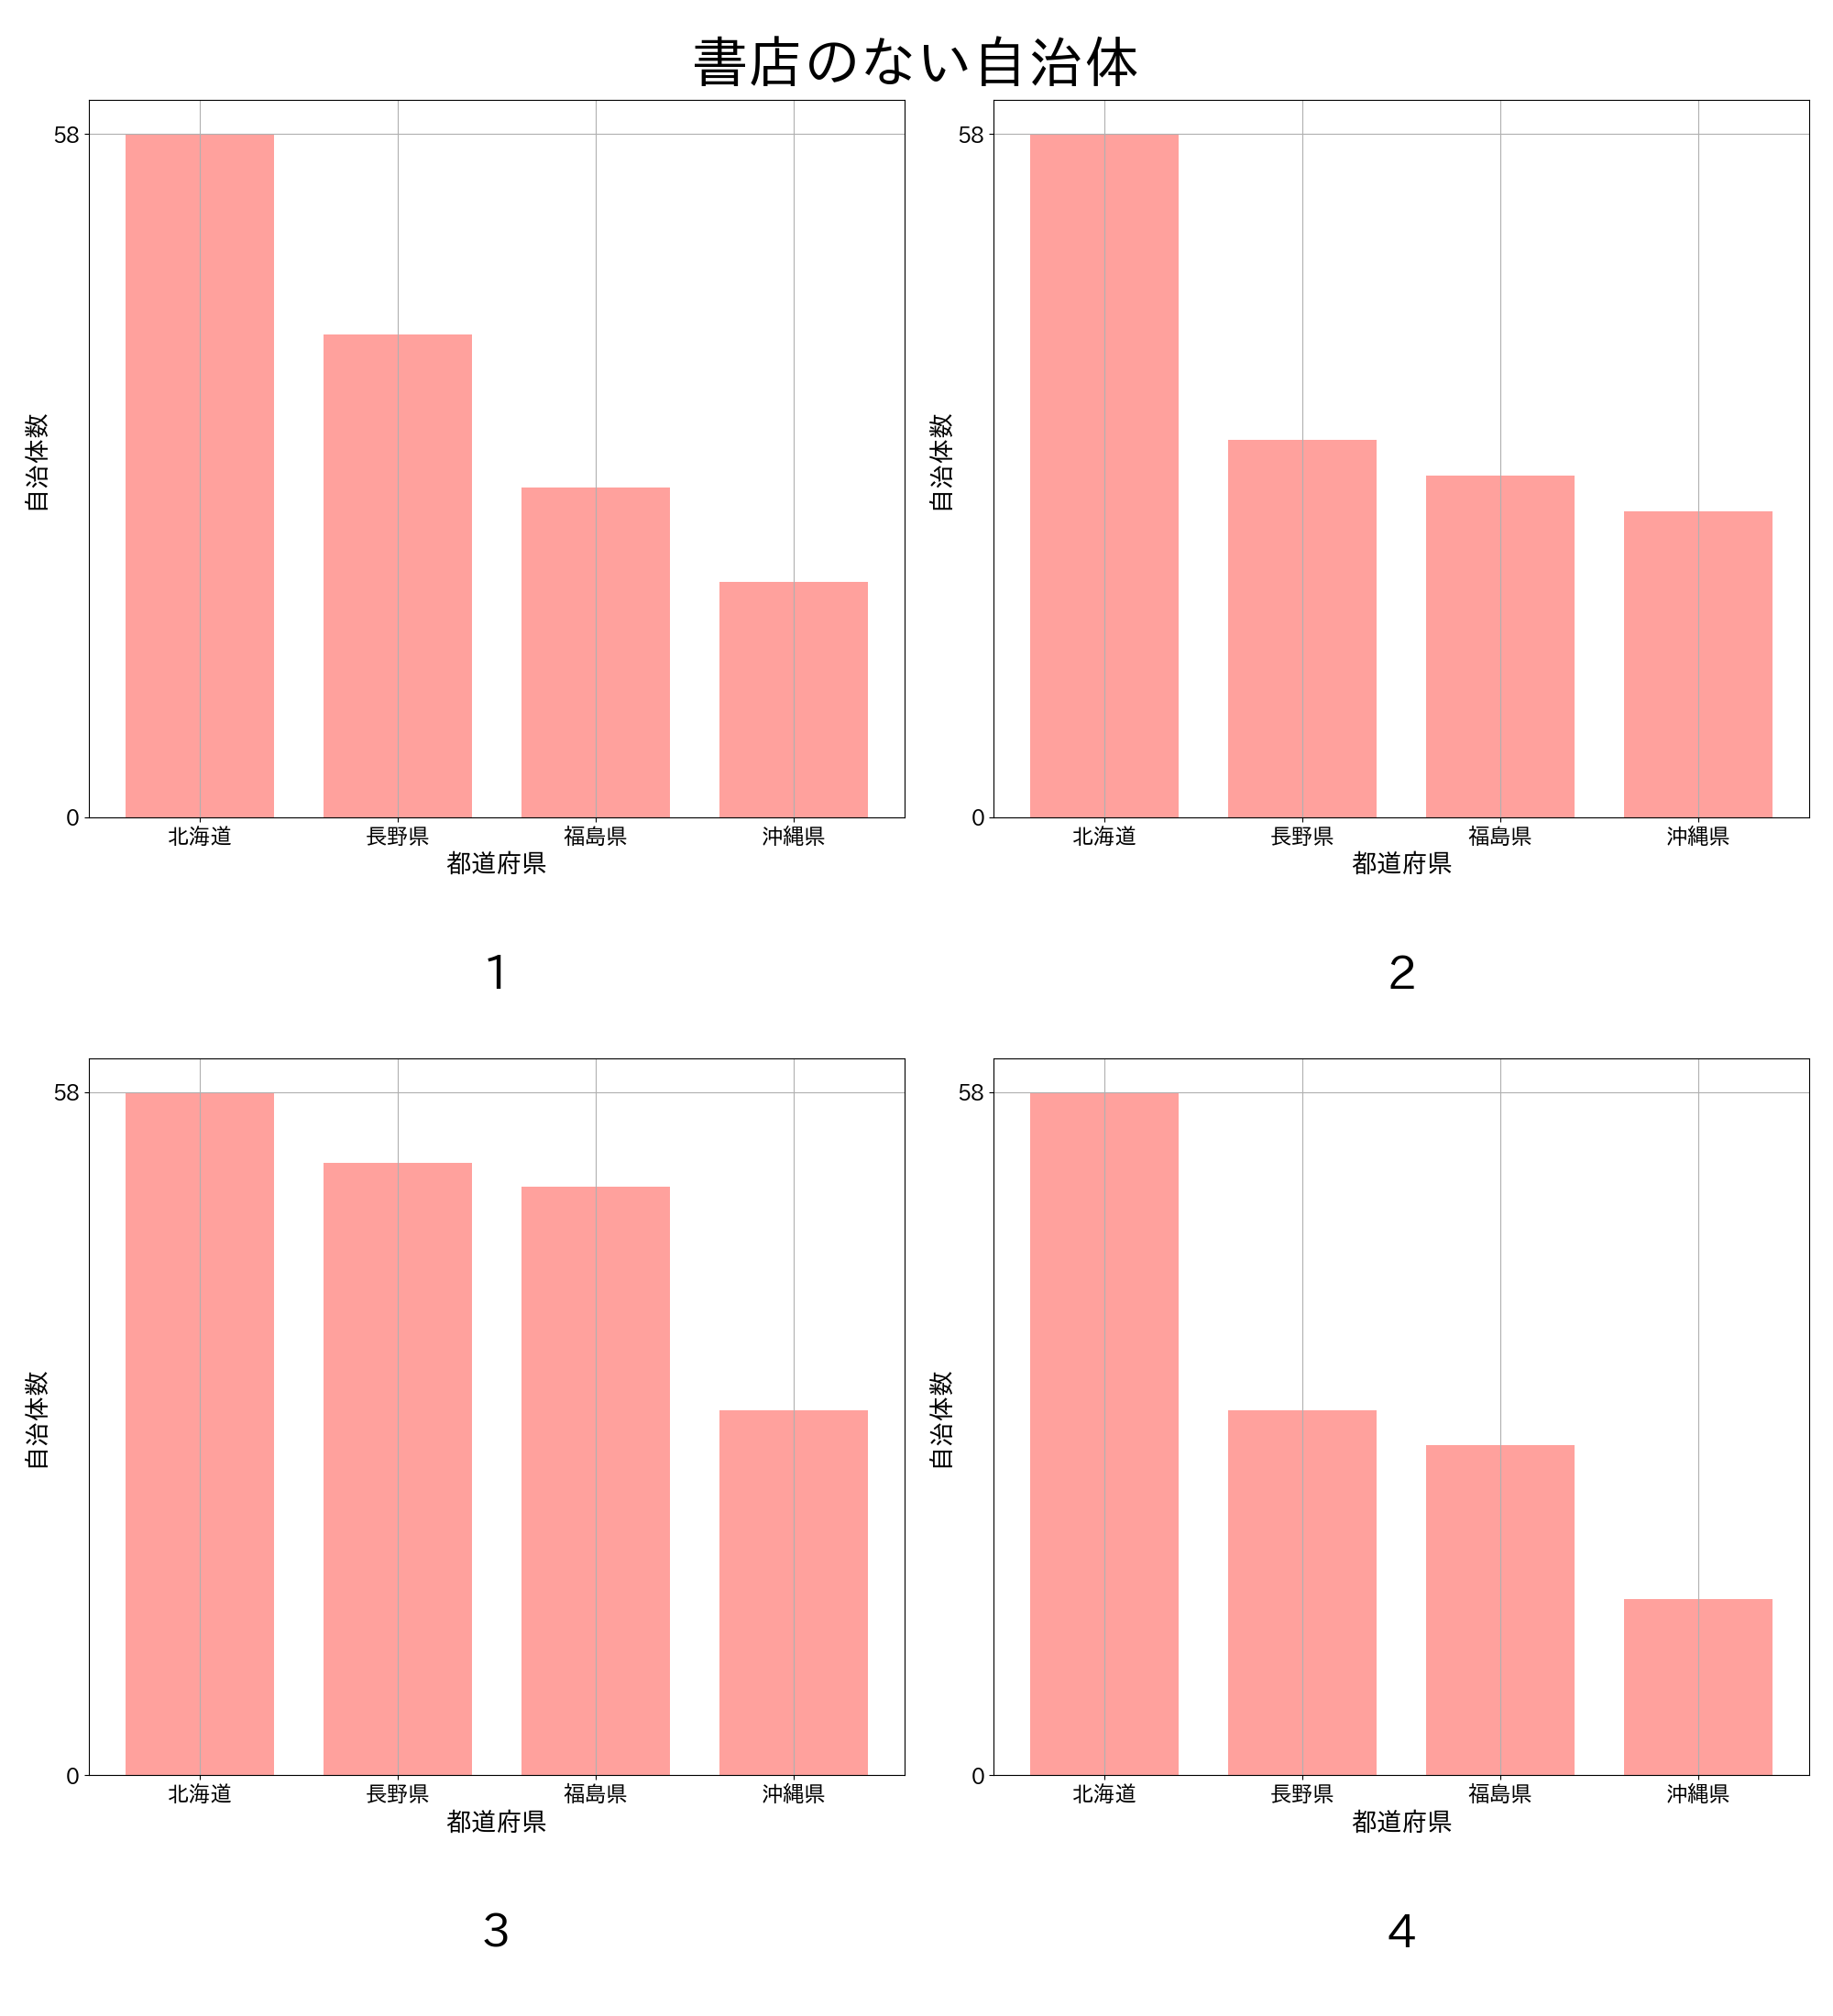 書店のない自治体
58
0
自治体数
北海道 長野県 福島県 沖縄県
都道府県
1
58
0
自治体数
北海道 長野県 福島県 沖縄県
都道府県
2
58
0
自治体数
北海道 長野県 福島県 沖縄県
都道府県
3
58
0
自治体数
北海道 長野県 福島県 沖縄県
都道府県
4